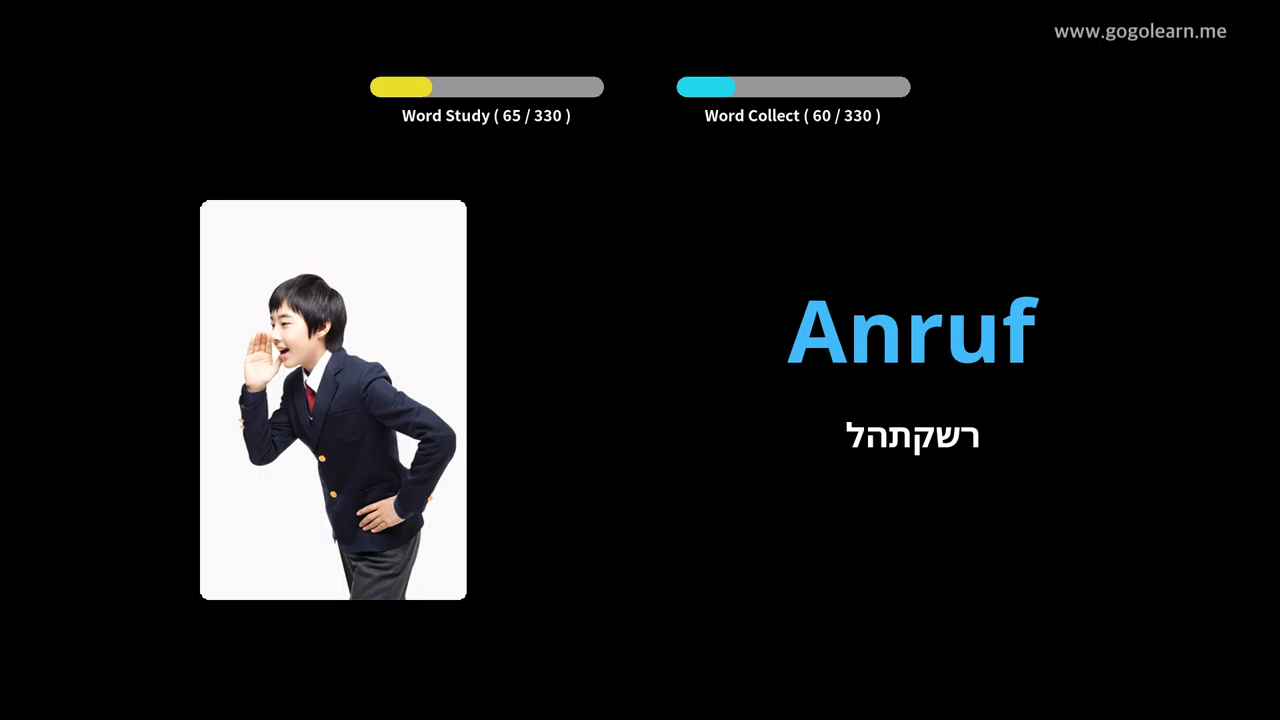 www.gogolearn.me
Word Study ( 65 / 330 )
Word Collect ( 60 / 330 )
Anruf
רשקתהל